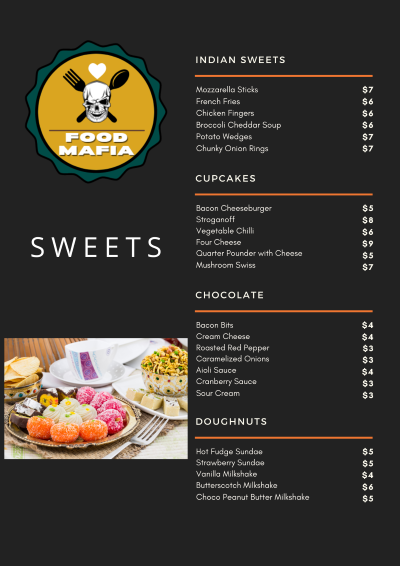 FOOD
MAFIA
SWEETS
INDIAN SWEETS
Mozzarella Sticks $7
French Fries $6
Chicken Fingers $6
Broccoli Cheddar Soup $6
Potato Wedges $7
Chunky Onion Rings $7
CUPCAKES
Bacon Cheeseburger $5
Stroganoff $8
Vegetable Chilli $6
Four Cheese $9
Quarter Pounder with Cheese $5
Mushroom Swiss $7
CHOCOLATE
Bacon Bits $4
Cream Cheese $4
Roasted Red Pepper $3
Caramelized Onions $3
Aioli Sauce $4
Cranberry Sauce $3
Sour Cream $3
DOUGHNUTS
Hot Fudge Sundae $5
Strawberry Sundae $5
Vanilla Milkshake $4
Butterscotch Milkshake $6
Choco Peanut Butter Milkshake $5